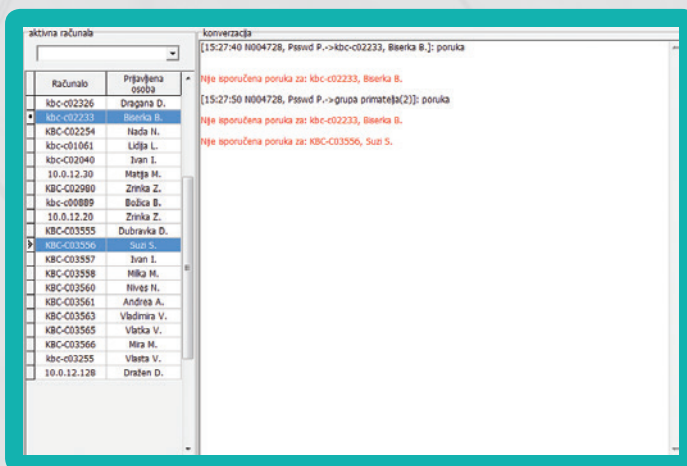 aktivna računala
Računalo Prijavljena osoba
kbc-c02326 Dragana D.
kbc-c02233 Biserka B.
KBC-C02254 Nada N.
kbc-c01061 Lidija L.
kbc-C02040 Ivan I.
10.0.12.30 Matija M.
KBC-C02980 Zrinka Z.
kbc-c00889 Božica B.
10.0.12.20 Zrinka Z.
KBC-C03555 Dubravka D.
KBC-C03556 Suzi S.
KBC-C03557 Ivan I.
KBC-C03558 Milka M.
KBC-C03560 Nives N.
KBC-C03561 Andrea A.
KBC-C03563 Vladimira V.
KBC-C03565 Vlatka V.
KBC-C03566 Mira M.
kbc-c03255 Vlasta V.
10.0.12.128 Dražen D.
konverzacija
[15:27:40 N004728, Psswd P.->kbc-c02233, Biserka B.]: poruka
Nije isporučena poruka za: kbc-c02233, Biserka B.
[15:27:50 N004728, Psswd P.->grupa primatelja(2)]: poruka
Nije isporučena poruka za: kbc-c02233, Biserka B.
Nije isporučena poruka za: KBC-C03556, Suzi S.